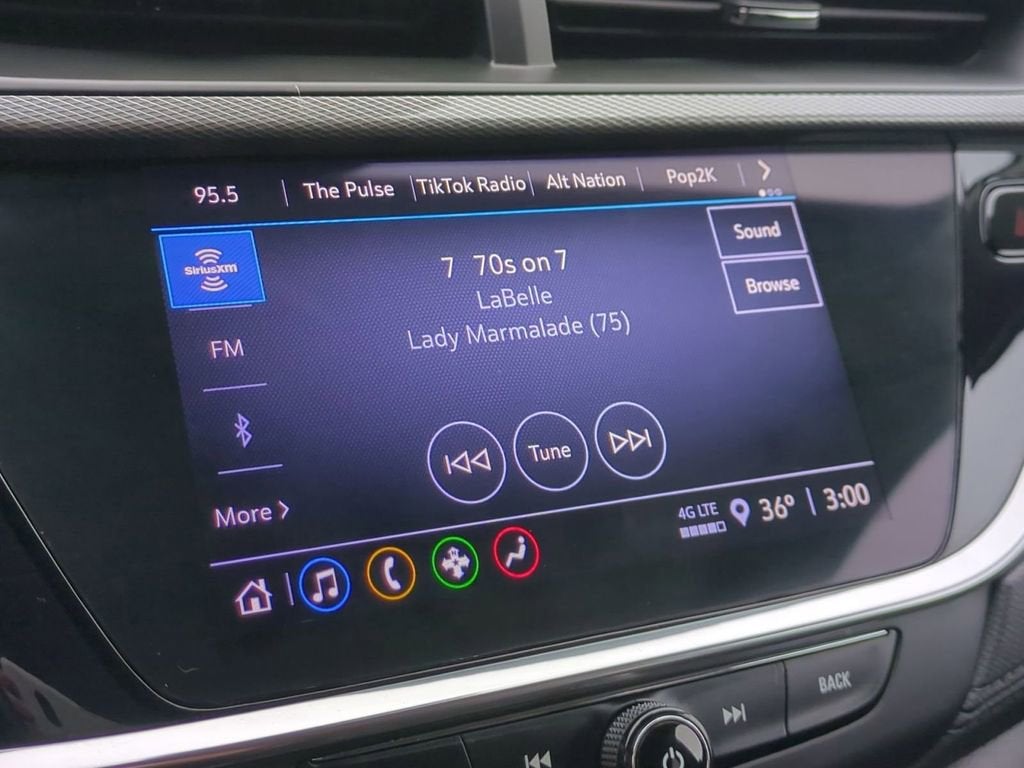 95.5 The Pulse TikTok Radio Alt Nation Pop2K
SiriusXM
7 70s on 7
LaBelle
Lady Marmalade (75)
Sound
Browse
FM
Tune
More
4G LTE 36° 3:00
BACK